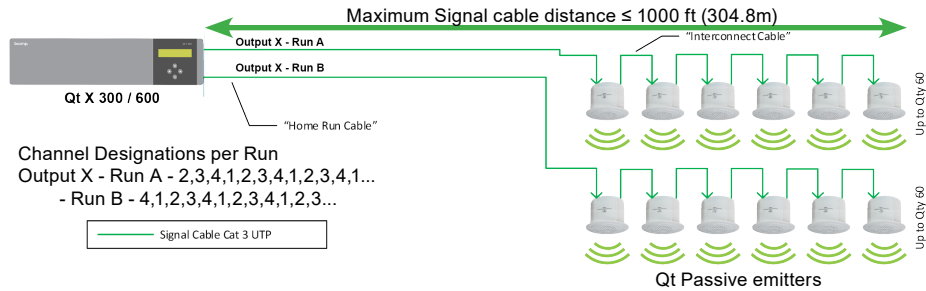 Maximum Signal cable distance ≤ 1000 ft (304.8m)
Output X - Run A
"Interconnect Cable"
Output X - Run B
Qt X 300 / 600
"Home Run Cable"
Up to Qty 60
Channel Designations per Run
Output X - Run A - 2,3,4,1,2,3,4,1,2,3,4,1...
- Run B - 4,1,2,3,4,1,2,3,4,1,2,3...
Signal Cable Cat 3 UTP
Up to Qty 60
Qt Passive emitters